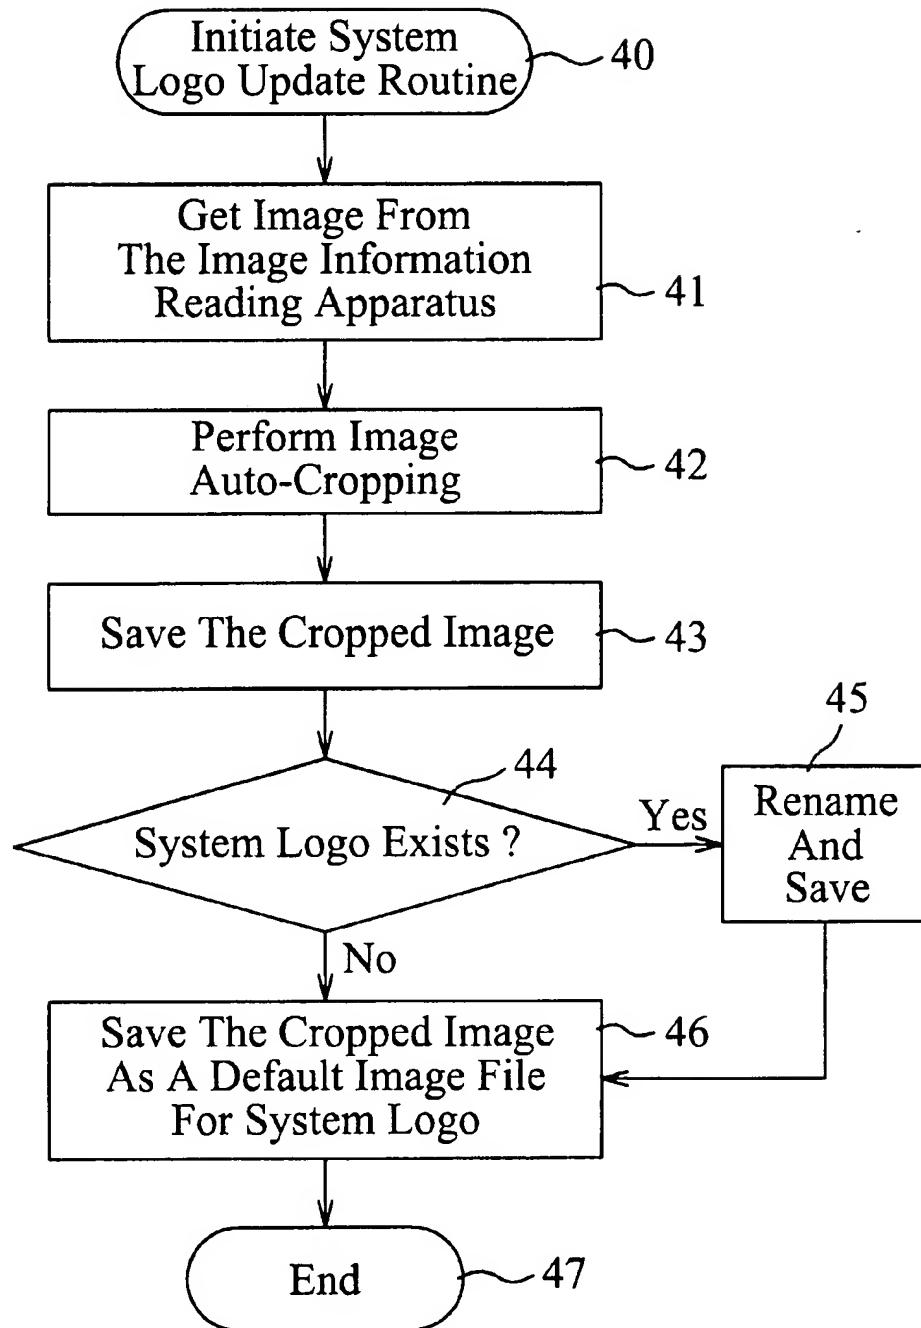 Initiate System
Logo Update Routine
40
Get Image From
The Image Information
Reading Apparatus
41
Perform Image
Auto-Cropping
42
Save The Cropped Image
43
44
System Logo Exists ?
Yes
45
Rename
And
Save
No
Save The Cropped Image
As A Default Image File
For System Logo
46
End
47